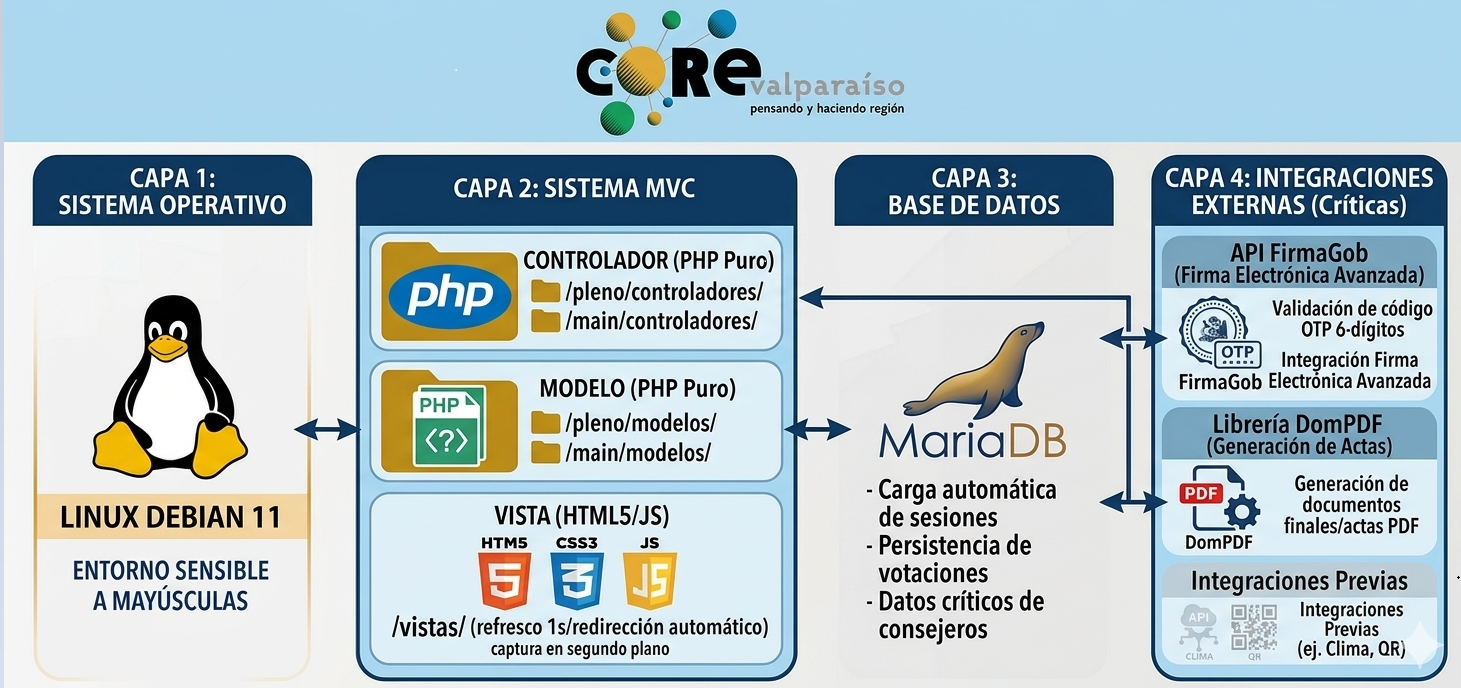 CORE
valparaíso
pensando y haciendo región
CAPA 1:
SISTEMA OPERATIVO
LINUX DEBIAN 11
ENTORNO SENSIBLE
A MAYÚSCULAS
CAPA 2: SISTEMA MVC
php
CONTROLADOR (PHP Puro)
/pleno/controladores/
/main/controladores/
PHP
<?>
MODELO (PHP Puro)
/pleno/modelos/
/main/modelos/
VISTA (HTML5/JS)
HTM5 CSS3 JS
5 3 JS
/vistas/ (refresco 1s/redirección automático)
captura en segundo plano
CAPA 3:
BASE DE DATOS
MariaDB
- Carga automática
de sesiones
- Persistencia de
votaciones
- Datos críticos de
consejeros
CAPA 4: INTEGRACIONES
EXTERNAS (Críticas)
API FirmaGob
(Firma Electrónica Avanzada)
OTP
FirmaGob
Validación de código
OTP 6-dígitos
Integración Firma
Electrónica Avanzada
Librería DomPDF
(Generación de Actas)
PDF
DomPDF
Generación de
documentos
finales/actas PDF
Integraciones Previas
API
CLIMA
QR
Integraciones
Previas
(ej. Clima, QR)